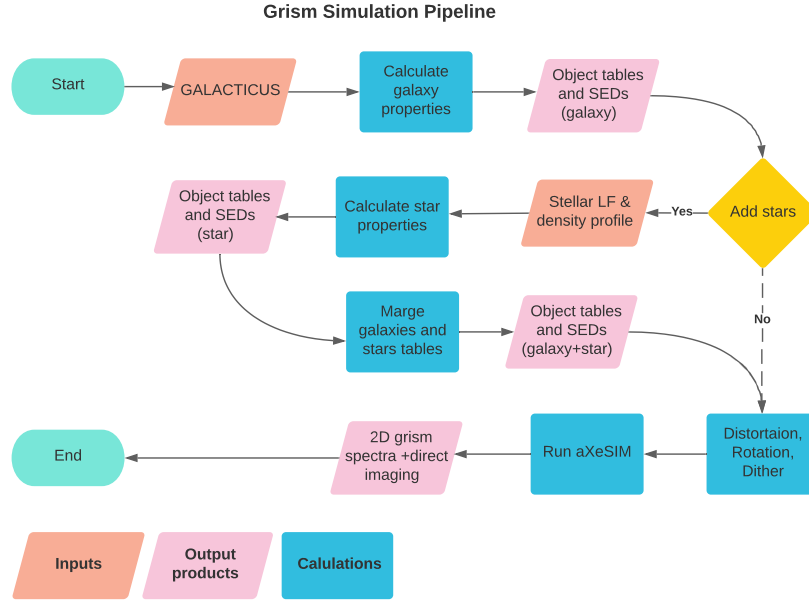 Grism Simulation Pipeline
Start
GALACTICUS
Calculate
galaxy
properties
Object tables
and SEDs
(galaxy)
Add stars
Yes
Stellar LF &
density profile
Calculate star
properties
Object tables
and SEDs
(star)
Marge
galaxies and
stars tables
Object tables
and SEDs
(galaxy+star)
No
Distortaion,
Rotation,
Dither
Run aXeSIM
2D grism
spectra +direct
imaging
End
Inputs
Output
products
Calulations